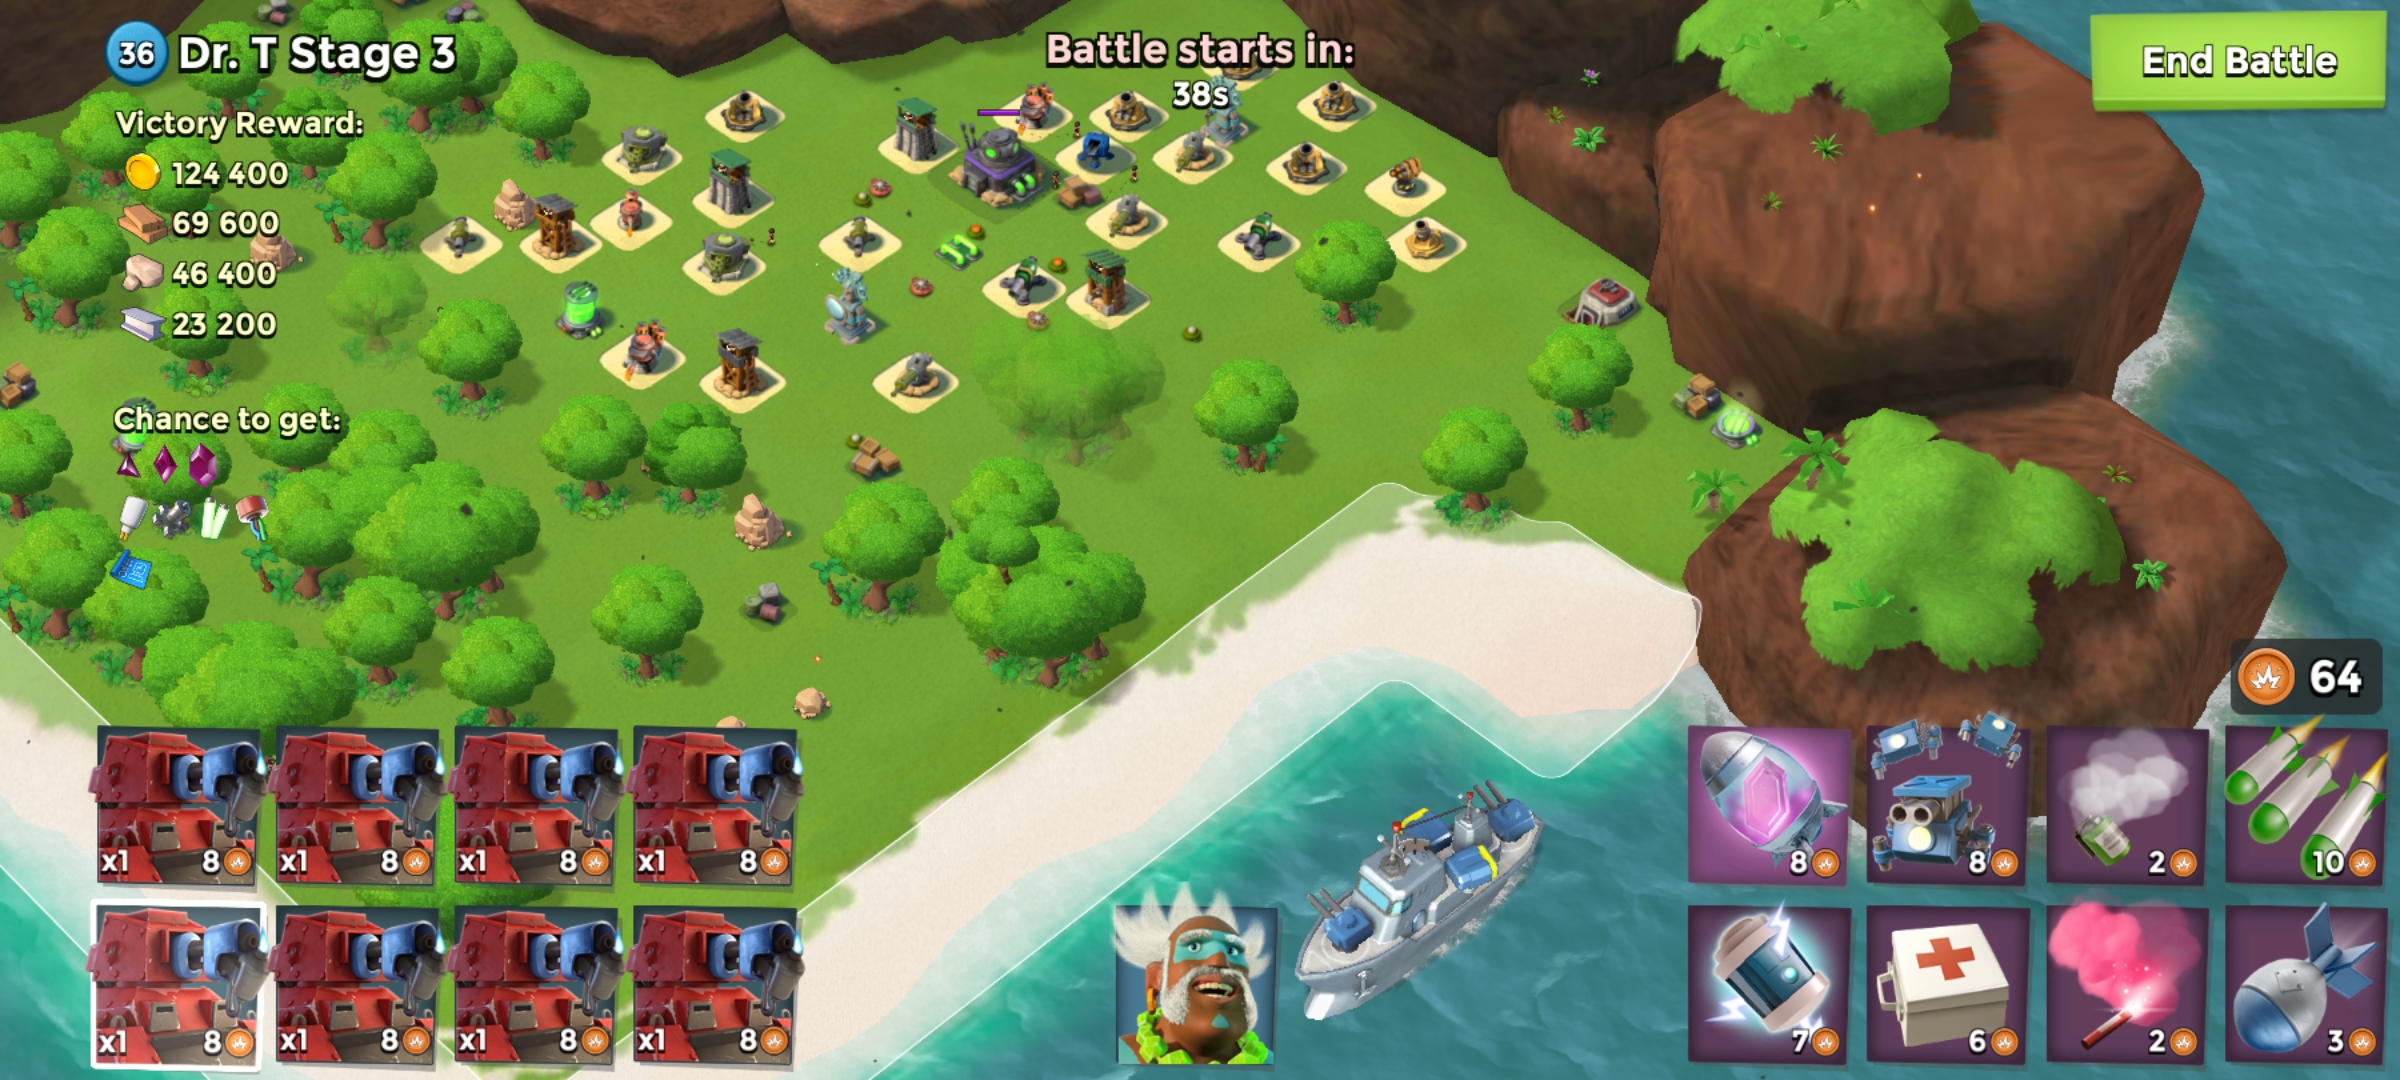 36 Dr. T Stage 3
Battle starts in:
38s
End Battle
Victory Reward:
124 400
69 600
46 400
23 200
Chance to get:
64
x1 8
x1 8
x1 8
x1 8
8
8
2
10
x1 8
x1 8
x1 8
x1 8
7
6
2
3